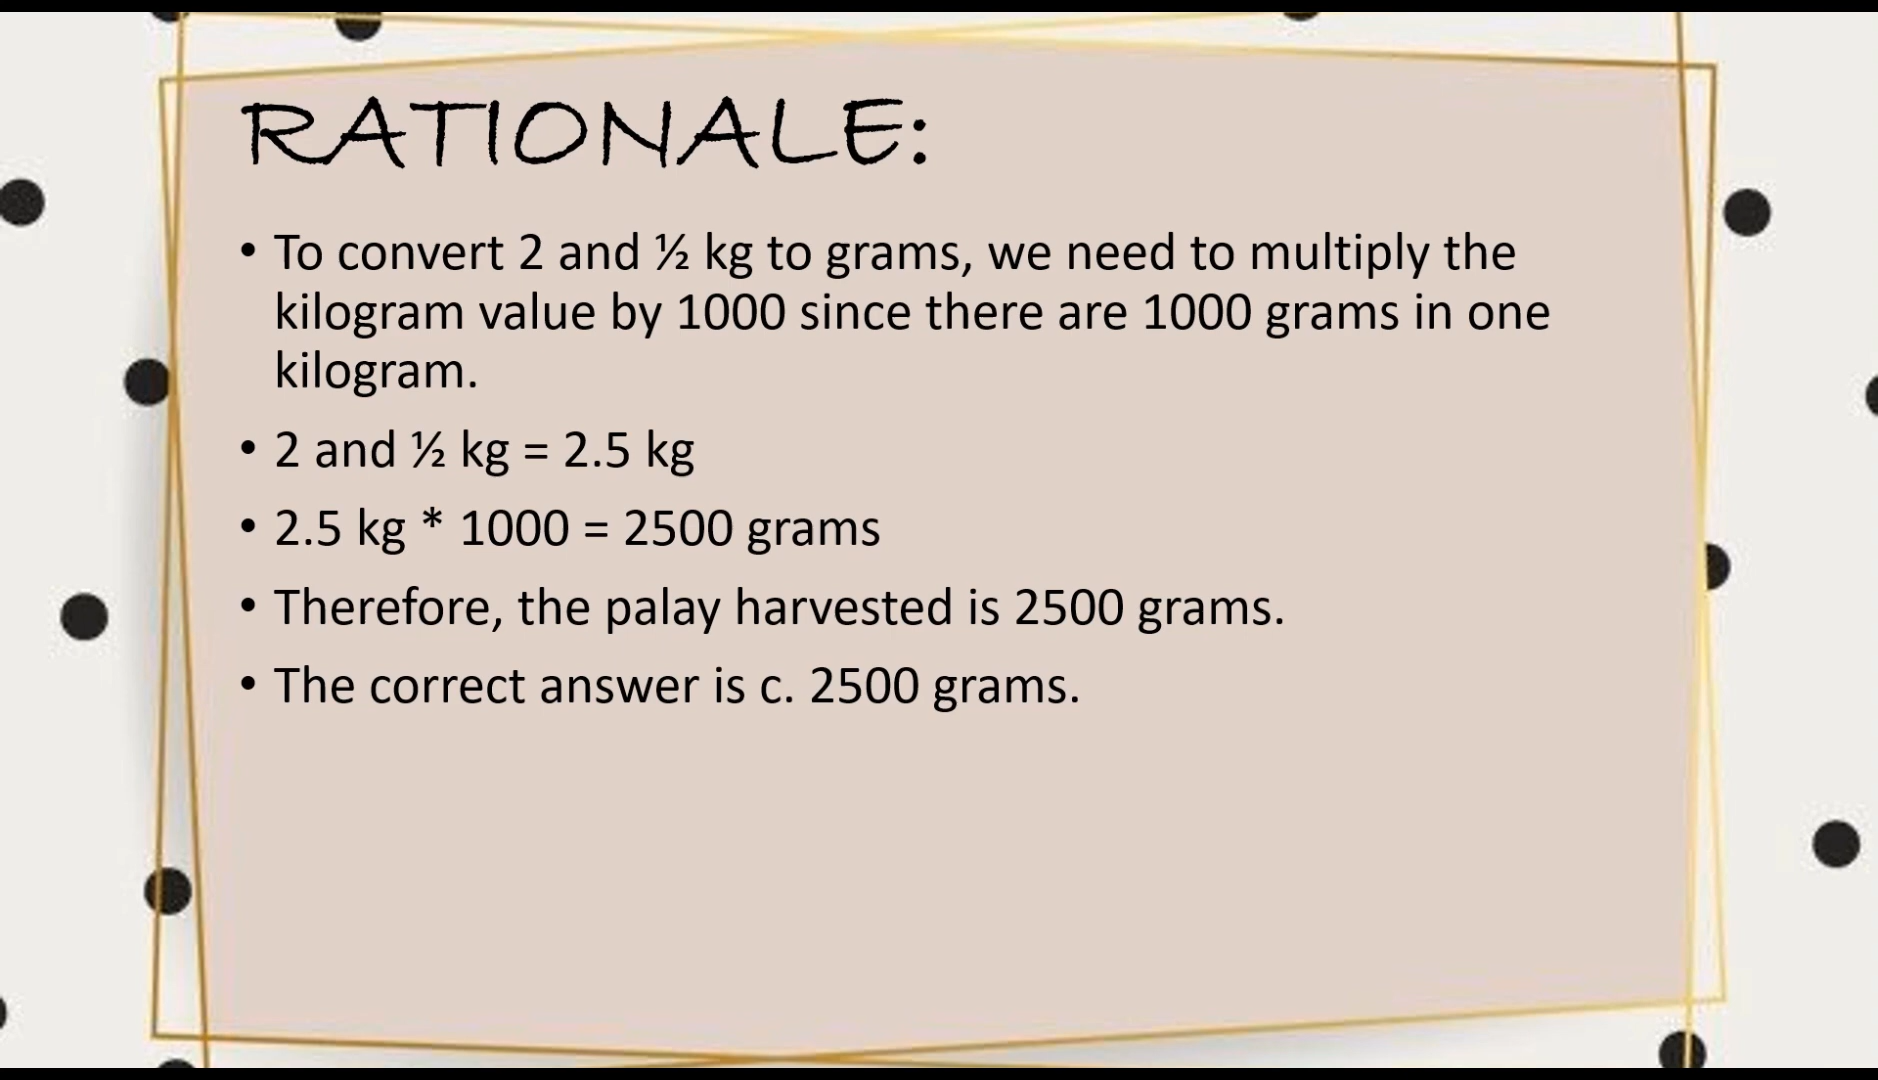 RATIONALE:
• To convert 2 and ½ kg to grams, we need to multiply the
kilogram value by 1000 since there are 1000 grams in one
kilogram.
• 2 and ½ kg = 2.5 kg
• 2.5 kg * 1000 = 2500 grams
• Therefore, the palay harvested is 2500 grams.
• The correct answer is c. 2500 grams.